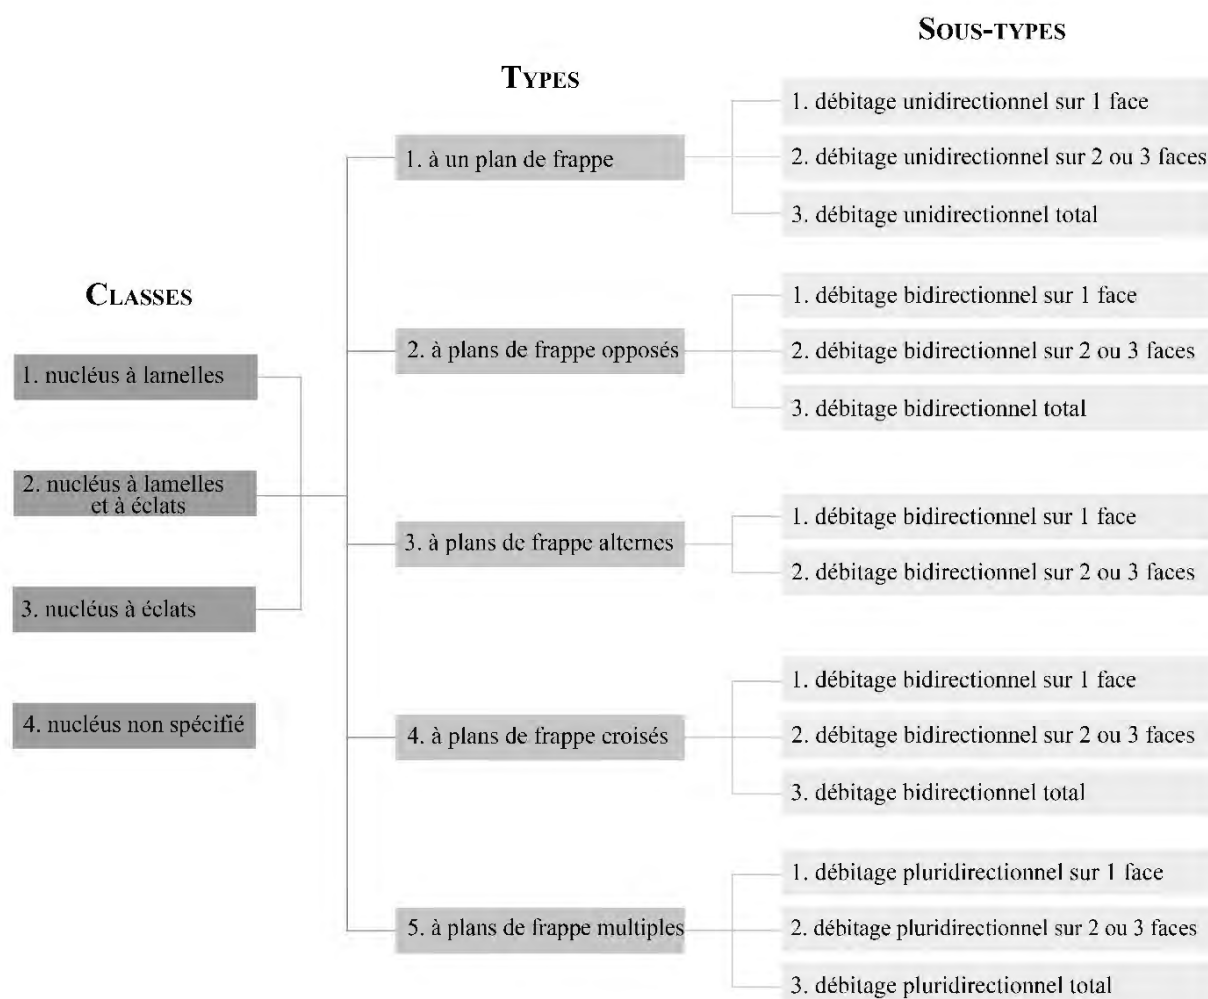 CLASSES
1. nucléus à lamelles
2. nucléus à lamelles
et à éclats
3. nucléus à éclats
4. nucléus non spécifié
TYPES
1. à un plan de frappe
2. à plans de frappe opposés
3. à plans de frappe alternes
4. à plans de frappe croisés
5. à plans de frappe multiples
SOUS-TYPES
1. débitage unidirectionnel sur 1 face
2. débitage unidirectionnel sur 2 ou 3 faces
3. débitage unidirectionnel total
1. débitage bidirectionnel sur 1 face
2. débitage bidirectionnel sur 2 ou 3 faces
3. débitage bidirectionnel total
1. débitage bidirectionnel sur 1 face
2. débitage bidirectionnel sur 2 ou 3 faces
1. débitage bidirectionnel sur 1 face
2. débitage bidirectionnel sur 2 ou 3 faces
3. débitage bidirectionnel total
1. débitage pluridirectionnel sur 1 face
2. débitage pluridirectionnel sur 2 ou 3 faces
3. débitage pluridirectionnel total